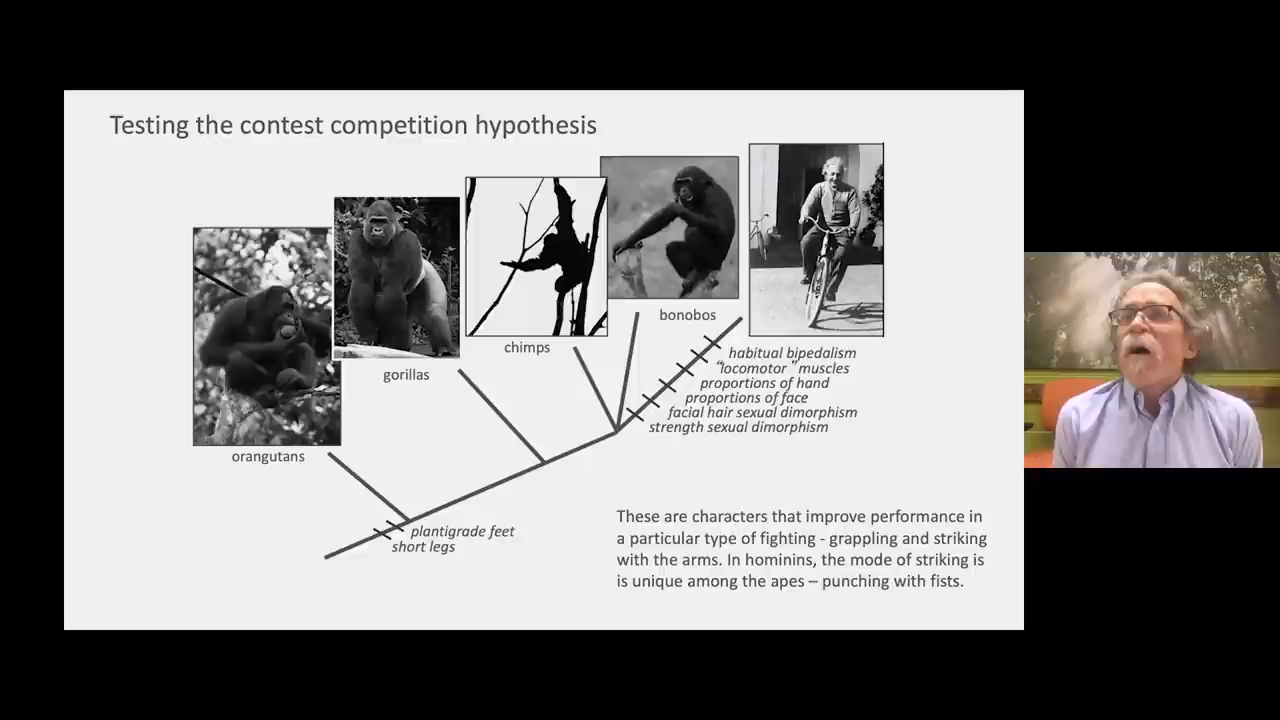 Testing the contest competition hypothesis
orangutans
gorillas
chimps
bonobos
habitual bipedalism
“locomotor ” muscles
proportions of hand
proportions of face
facial hair sexual dimorphism
strength sexual dimorphism
plantigrade feet
short legs
These are characters that improve performance in
a particular type of fighting - grappling and striking
with the arms. In hominins, the mode of striking is
is unique among the apes – punching with fists.